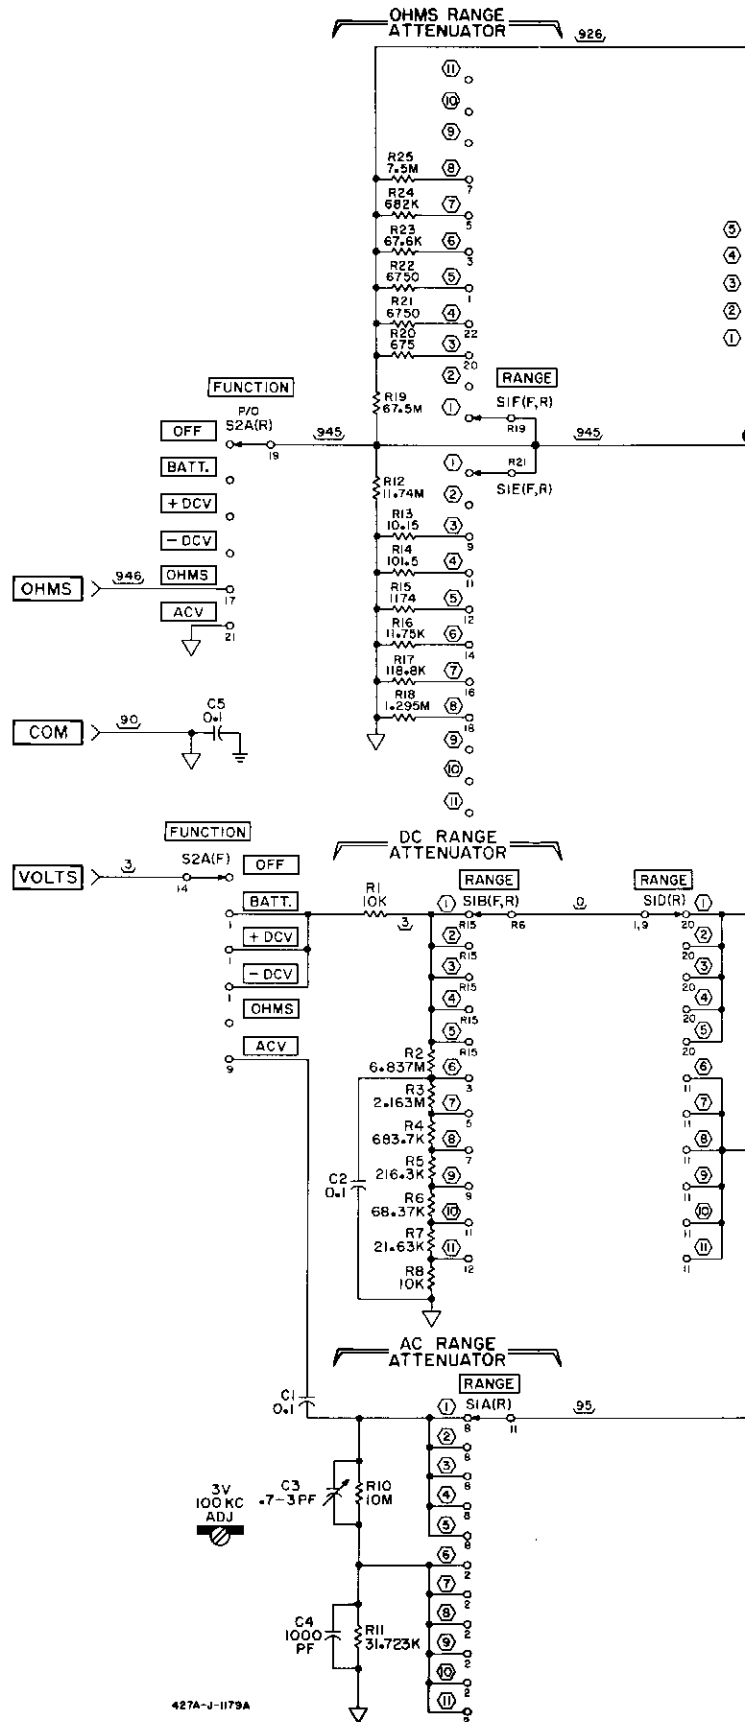 OHMS RANGE
ATTENUATOR
926
11
10
9
R25
7.5M
8
7
R24
682K
7
5
R23
67.6K
6
3
R22
6750
5
1
R21
6750
4
22
R20
675
3
20
2
R19
67.5M
1
RANGE
S1F(F,R)
R19
5
4
3
2
1
FUNCTION
P/O
S2A(R)
OFF
19
945
945
BATT.
+DCV
-DCV
OHMS
946
OHMS
17
ACV
21
1
R21
S1E(F,R)
R12
11.74M
2
R13
10.15
3
9
R14
101.5
4
11
R15
1174
5
12
R16
11.75K
6
14
R17
118.8K
7
16
R18
1.295M
8
18
9
10
11
COM
90
C5
0.1
DC RANGE
ATTENUATOR
FUNCTION
VOLTS
3
S2A(F)
14
OFF
BATT.
1
+DCV
1
-DCV
1
OHMS
ACV
9
R1
10K
3
RANGE
S1B(F,R)
1
R15
R6
0
RANGE
S1D(R)
1,9
20
1
2
R15
20
2
3
R15
20
3
4
R15
20
4
5
R15
20
5
R2
6.837M
6
3
11
6
R3
2.163M
7
5
11
7
R4
683.7K
8
7
11
8
C2
0.1
R5
216.3K
9
9
11
9
R6
68.37K
10
11
11
10
R7
21.63K
11
12
11
11
R8
10K
AC RANGE
ATTENUATOR
C1
0.1
RANGE
S1A(R)
1
8
11
95
2
8
3
8
4
8
5
8
3V
100 KC
ADJ
C3
.7-3PF
R10
10M
6
2
7
2
8
2
9
2
10
2
11
C4
1000
PF
R11
31.723K
427A-J-1179A